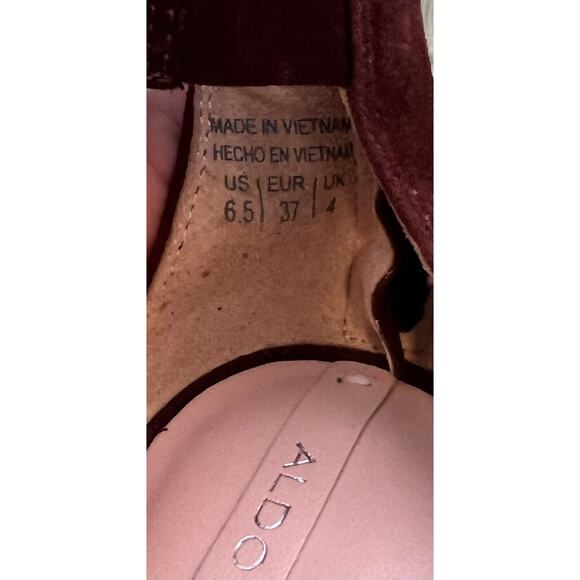 MADE IN VIETNAM
HECHO EN VIETNAM
US | EUR | UK
6.5 | 37 | 4
ALDO